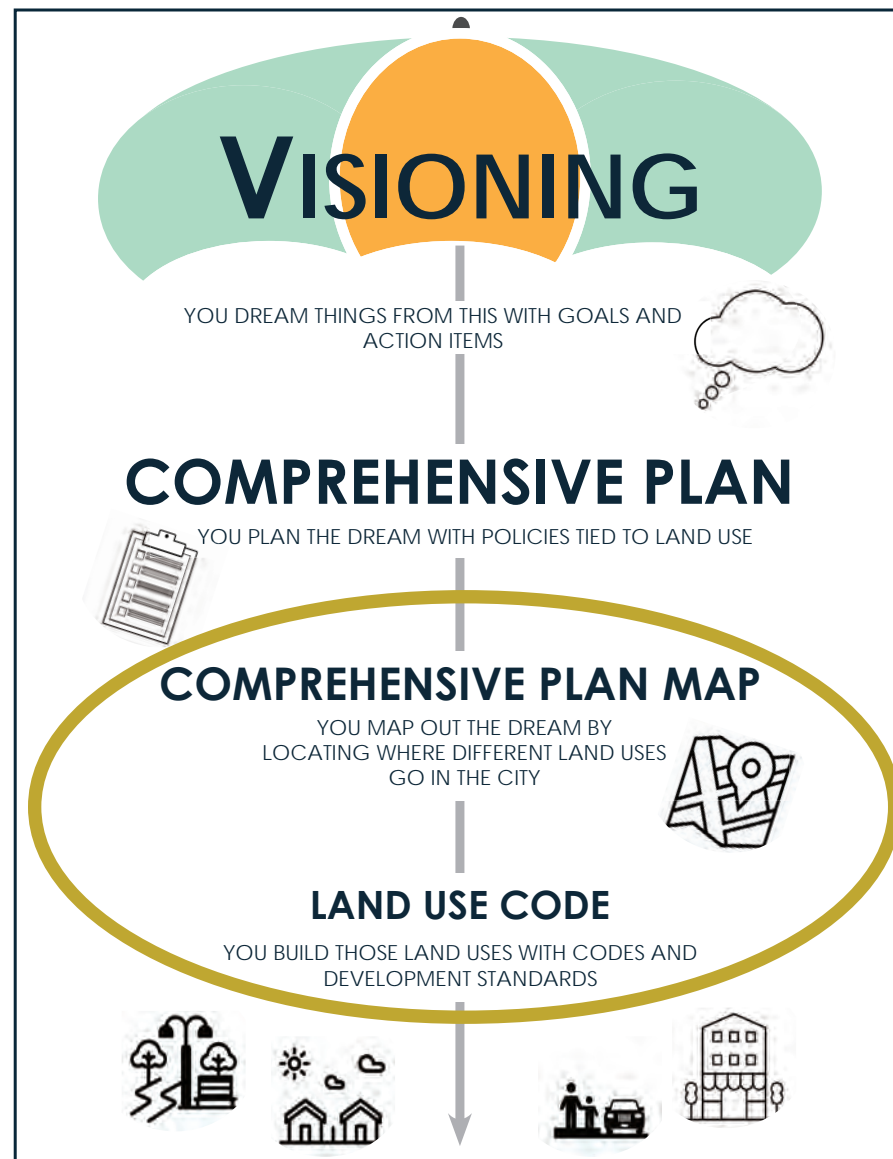 VISIONING
YOU DREAM THINGS FROM THIS WITH GOALS AND
ACTION ITEMS
COMPREHENSIVE PLAN
YOU PLAN THE DREAM WITH POLICIES TIED TO LAND USE
COMPREHENSIVE PLAN MAP
YOU MAP OUT THE DREAM BY
LOCATING WHERE DIFFERENT LAND USES
GO IN THE CITY
LAND USE CODE
YOU BUILD THOSE LAND USES WITH CODES AND
DEVELOPMENT STANDARDS